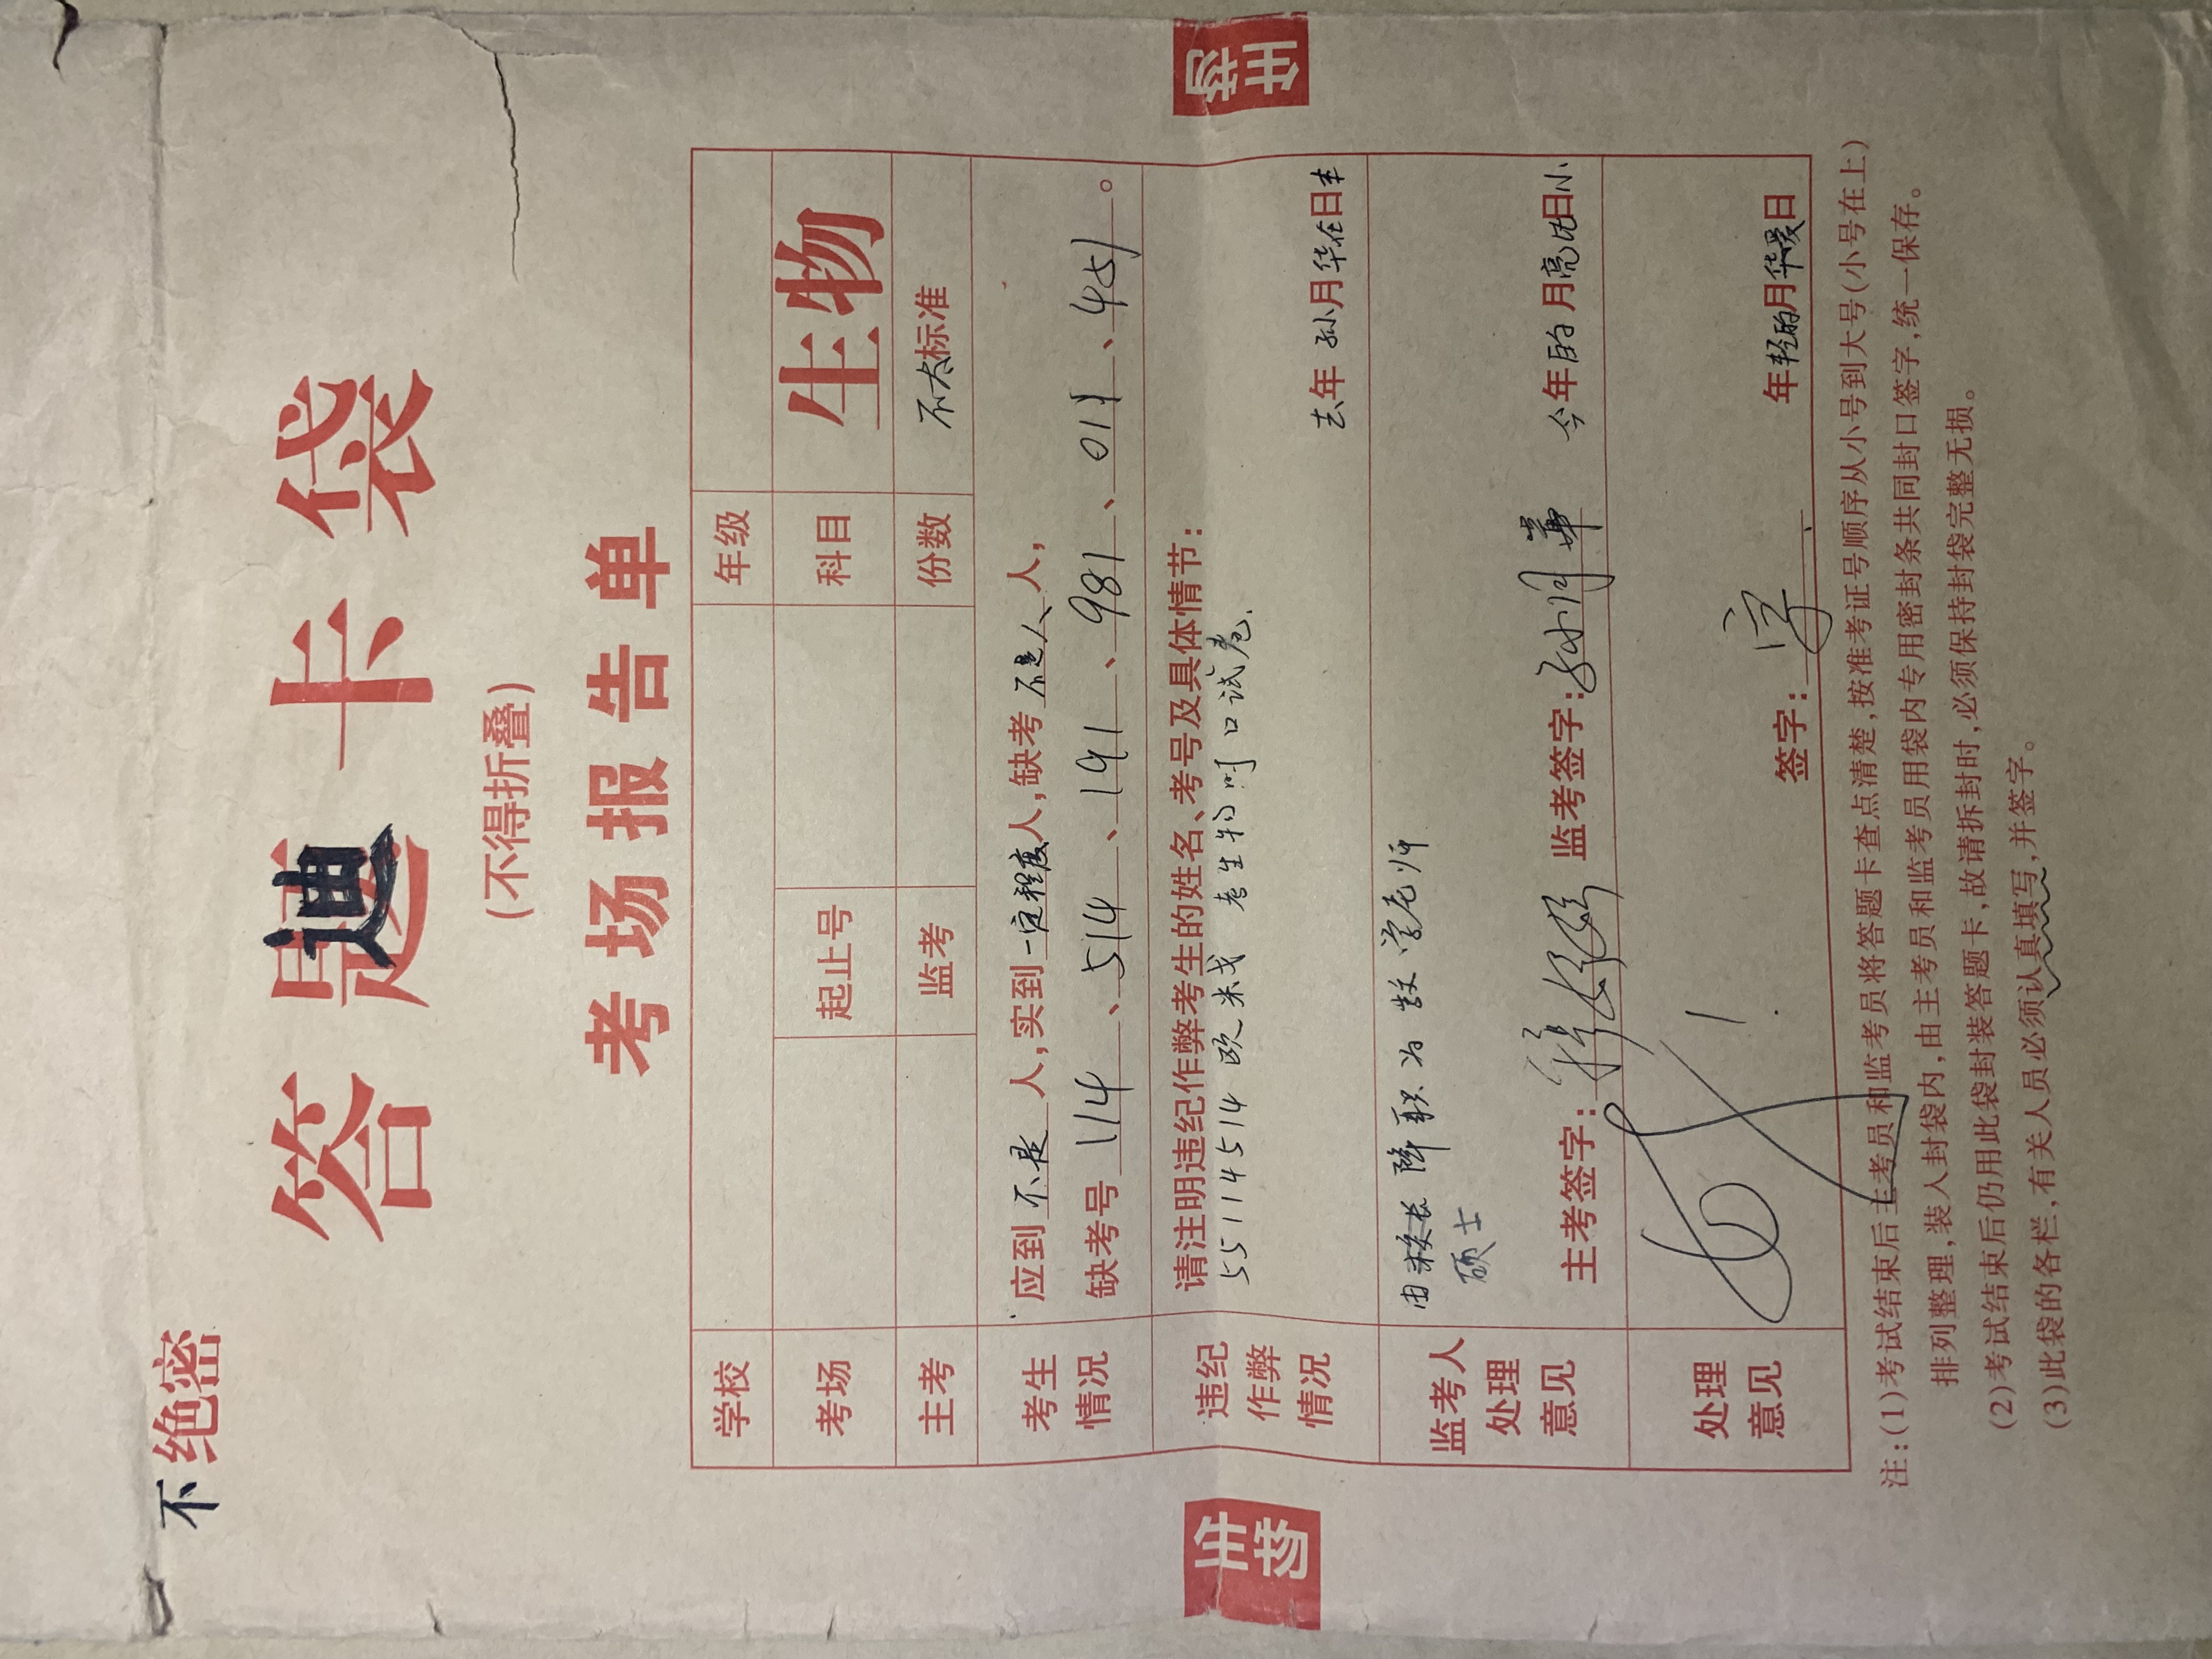 不绝密
答迪卡袋
(不得折叠)
考场报告单
学校 年级
考场 起止号 科目 生物
主考 监考 份数 不太标准
考生情况
应到不是人,实到一定程度人,缺考不是人人,
缺考号 114、514、191、981、011、451。
违纪作弊情况
请注明违纪作弊考生的姓名、考号及具体情节:
55114514 欧 考生物时口试卷.
去年 孙小月华在日本
生物
生物
监考人处理意见
由校长降职为数学老师
硕士
主考签字: 监考签字:孙小月華 今年的月亮比日小
处理意见
!
签字:字. 年轻的月华爱日
注:(1)考试结束后主考员和监考员将答题卡查点清楚,按准考证号顺序从小号到大号(小号在上)
排列整理,装入封袋内,由主考员和监考员用袋内专用密封条共同封口签字,统一保存。
(2)考试结束后仍用此袋封装答题卡,故请拆封时,必须保持封袋完整无损。
(3)此袋的各栏,有关人员必须认真填写,并签字。